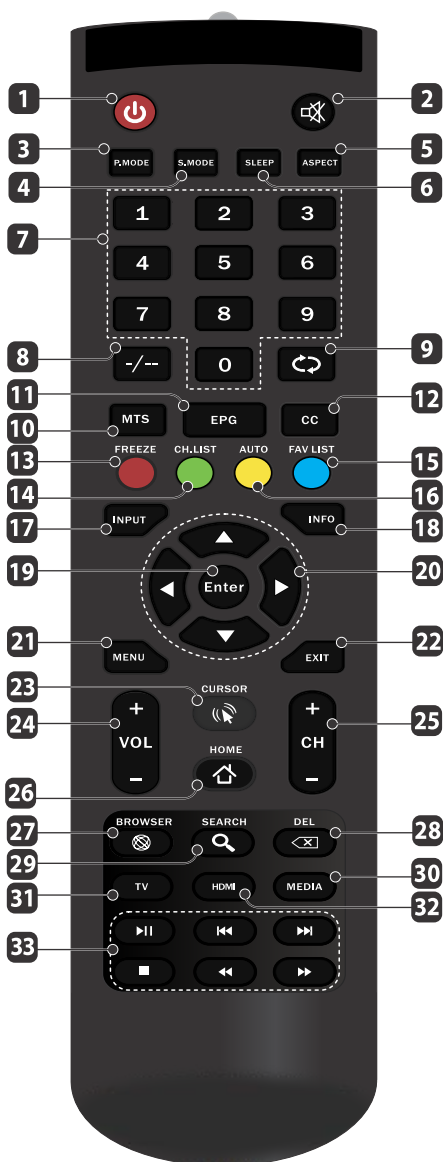 1 2
3 P.MODE S.MODE SLEEP ASPECT 5
4 6
7 1 2 3
4 5 6
7 8 9
8 -/-- 0 9
11 12
10 MTS EPG CC
13 FREEZE CH.LIST AUTO FAV LIST 15
14 16
17 INPUT INFO 18
19 Enter 20
21 MENU EXIT 22
23 CURSOR
24 + VOL − + CH − 25
26 HOME
27 BROWSER SEARCH DEL 28
29 30
31 TV HDMI MEDIA
32
33